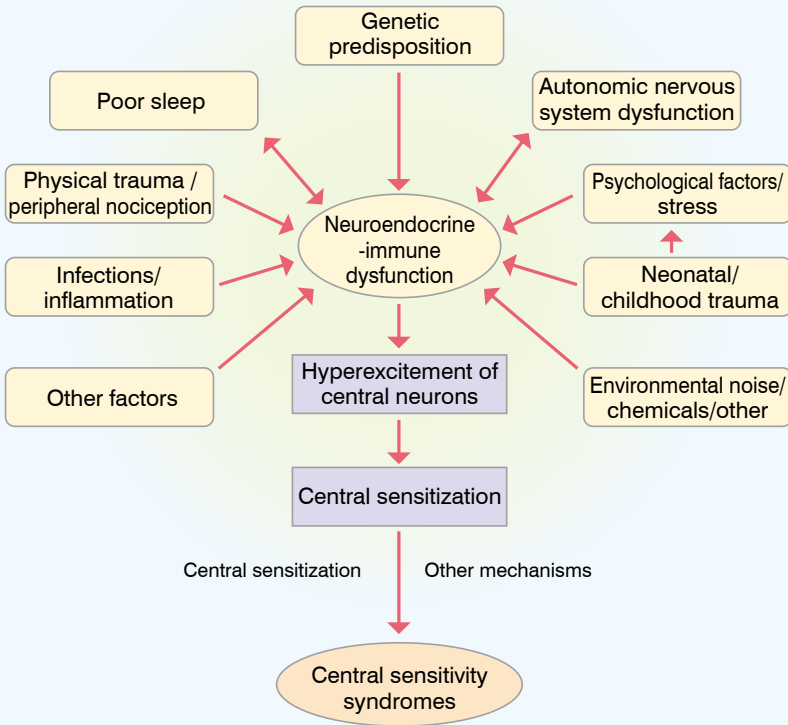 Genetic
predisposition
Poor sleep
Autonomic nervous
system dysfunction
Physical trauma /
peripheral nociception
Neuroendocrine
-immune
dysfunction
Psychological factors/
stress
Infections/
inflammation
Neonatal/
childhood trauma
Other factors
Hyperexcitement of
central neurons
Environmental noise/
chemicals/other
Central sensitization
Central sensitization
Other mechanisms
Central sensitivity
syndromes